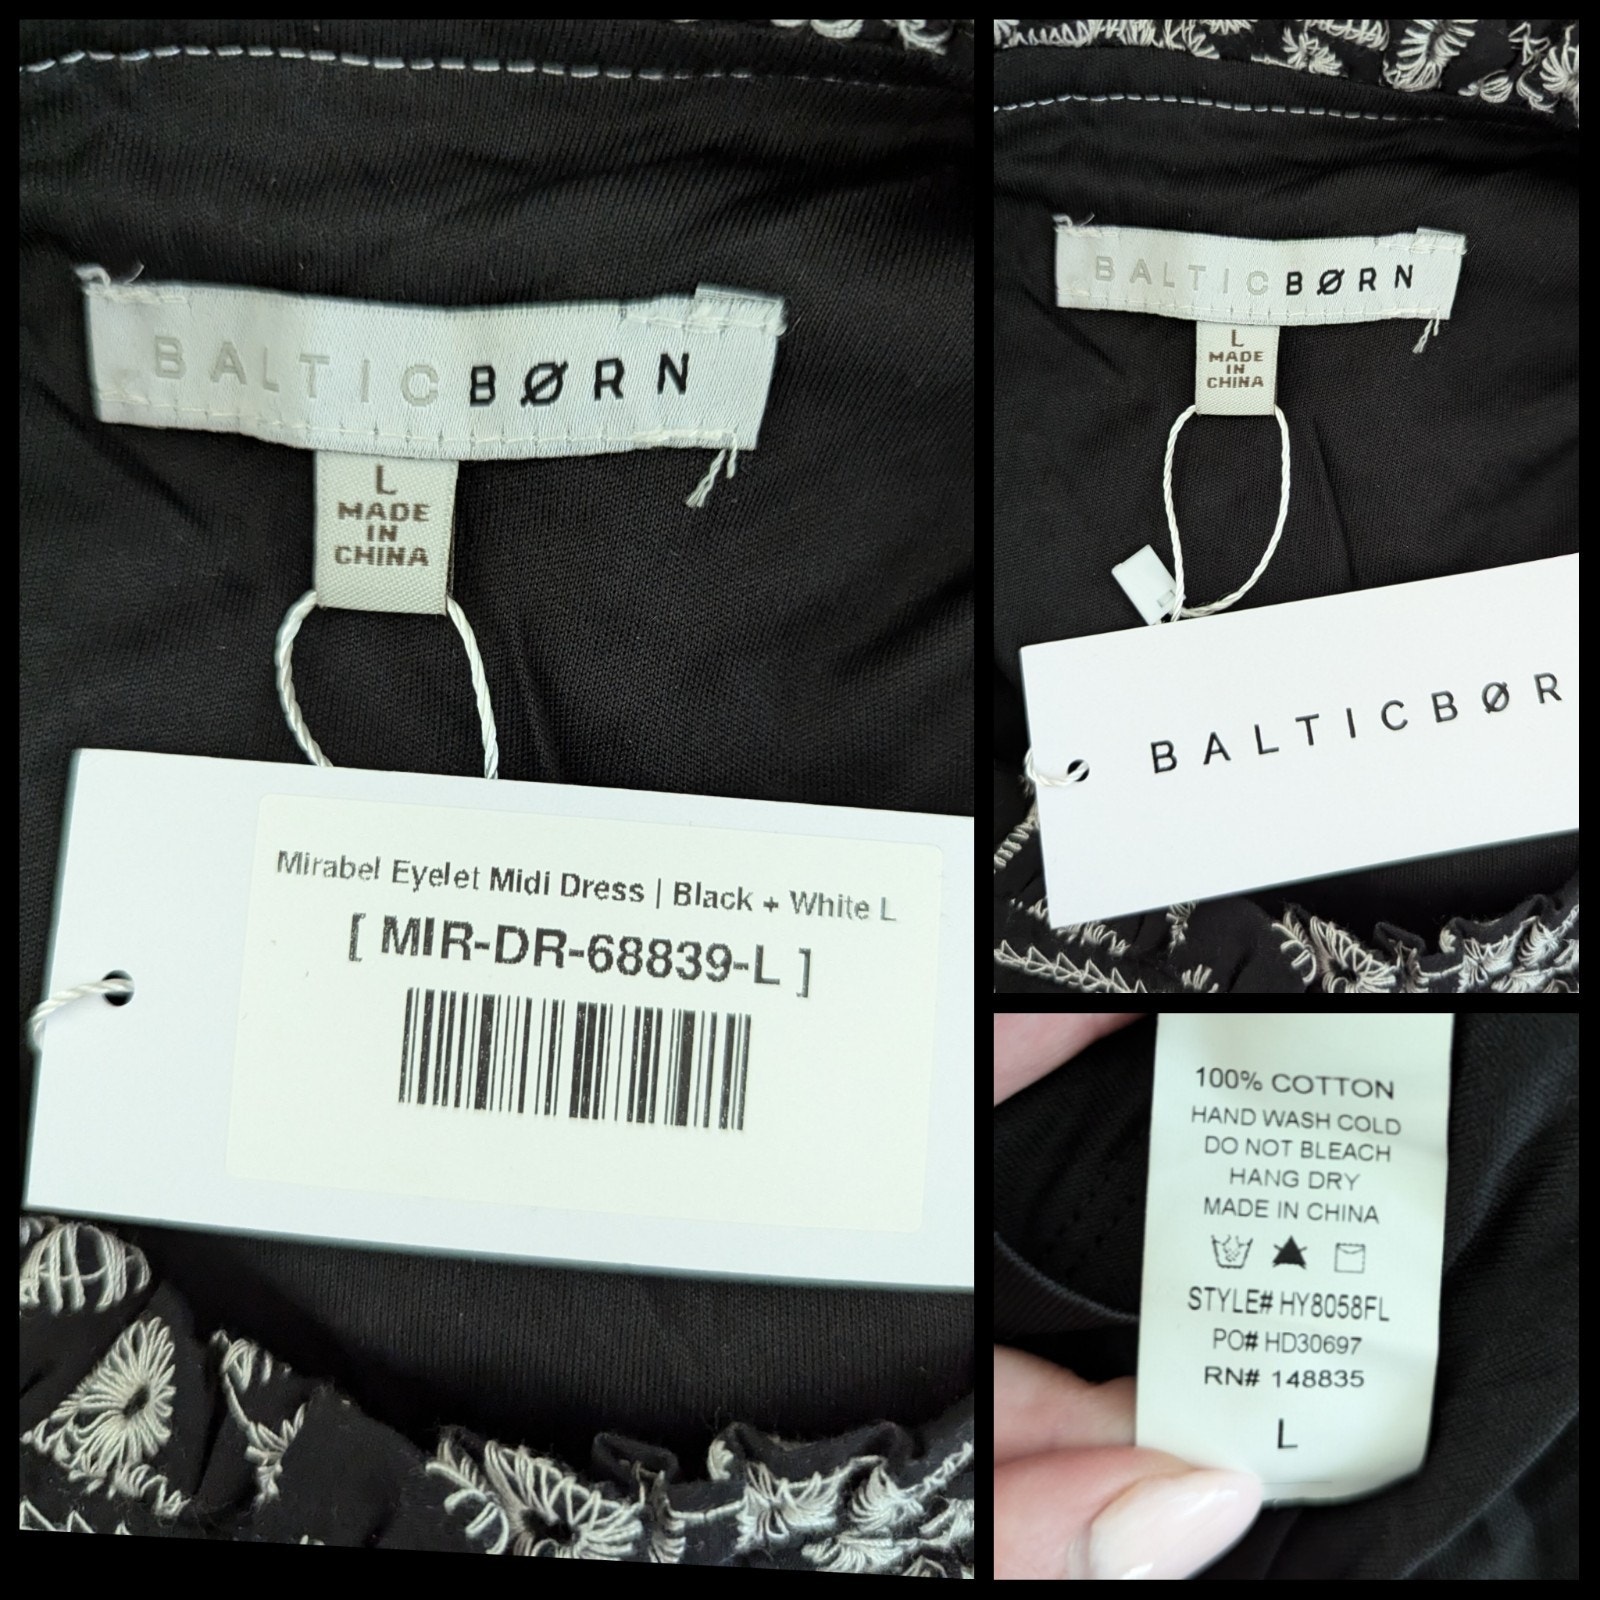 BALTICBØRN
L
MADE
IN
CHINA
Mirabel Eyelet Midi Dress | Black + White L
[ MIR-DR-68839-L ]
BALTICBØRN
L
MADE
IN
CHINA
BALTICBØR
100% COTTON
HAND WASH COLD
DO NOT BLEACH
HANG DRY
MADE IN CHINA
STYLE# HY8058FL
PO# HD30697
RN# 148835
L